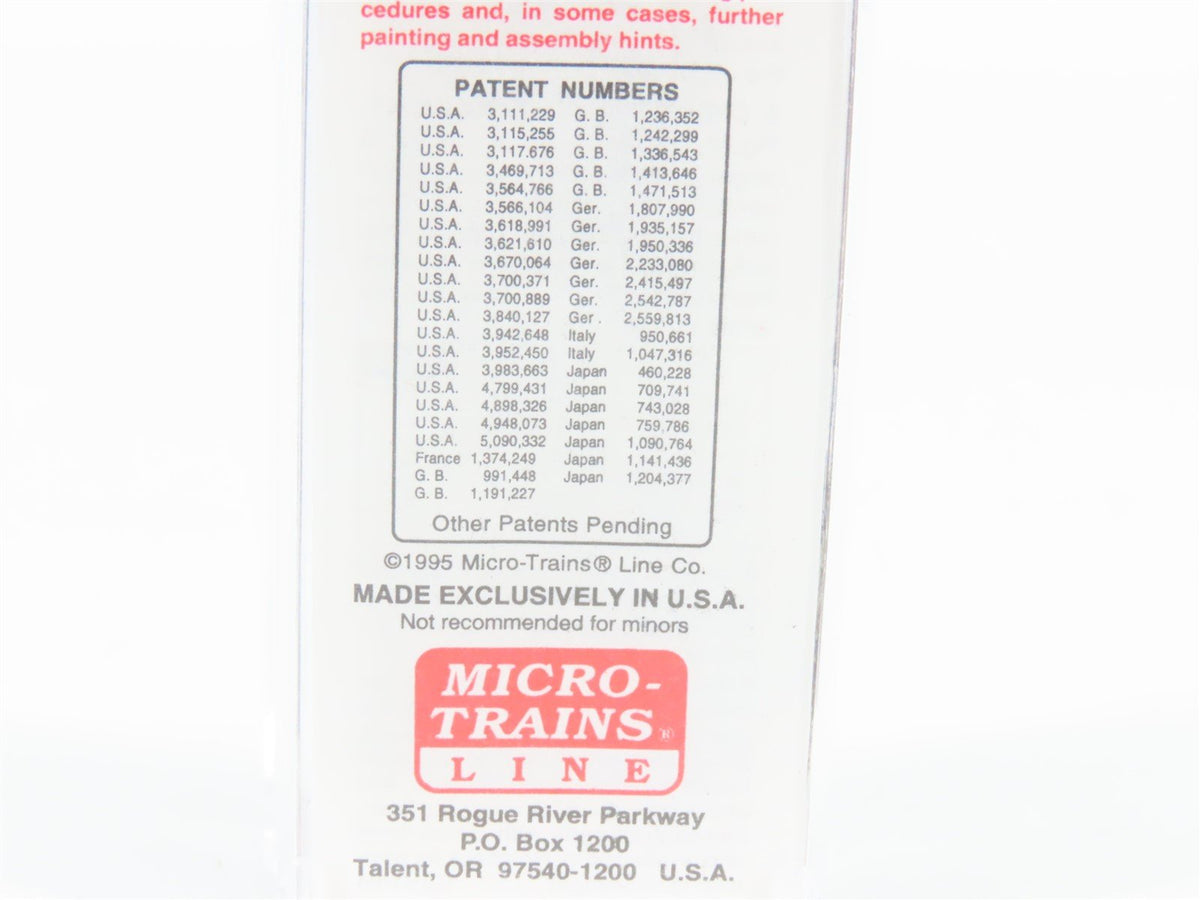 cedures and, in some cases, further
painting and assembly hints.
PATENT NUMBERS
U.S.A. 3,111,229 G. B. 1,236,352
U.S.A. 3,115,255 G. B. 1,242,299
U.S.A. 3,117.676 G. B. 1,336,543
U.S.A. 3,469,713 G. B. 1,413,646
U.S.A. 3,564,766 G. B. 1,471,513
U.S.A. 3,566,104 Ger. 1,807,990
U.S.A. 3,618,991 Ger. 1,935,157
U.S.A. 3,621,610 Ger. 1,950,336
U.S.A. 3,670,064 Ger. 2,233,080
U.S.A. 3,700,371 Ger. 2,415,497
U.S.A. 3,700,889 Ger. 2,542,787
U.S.A. 3,840,127 Ger . 2,559,813
U.S.A. 3,942,648 Italy 950,661
U.S.A. 3,952,450 Italy 1,047,316
U.S.A. 3,983,663 Japan 460,228
U.S.A. 4,799,431 Japan 709,741
U.S.A. 4,898,326 Japan 743,028
U.S.A. 4,948,073 Japan 759,786
U.S.A. 5,090,332 Japan 1,090,764
France 1,374,249 Japan 1,141,436
G. B. 991,448 Japan 1,204,377
G. B. 1,191,227
Other Patents Pending
©1995 Micro-Trains® Line Co.
MADE EXCLUSIVELY IN U.S.A.
Not recommended for minors
MICRO-
TRAINS®
LINE
351 Rogue River Parkway
P.O. Box 1200
Talent, OR 97540-1200 U.S.A.